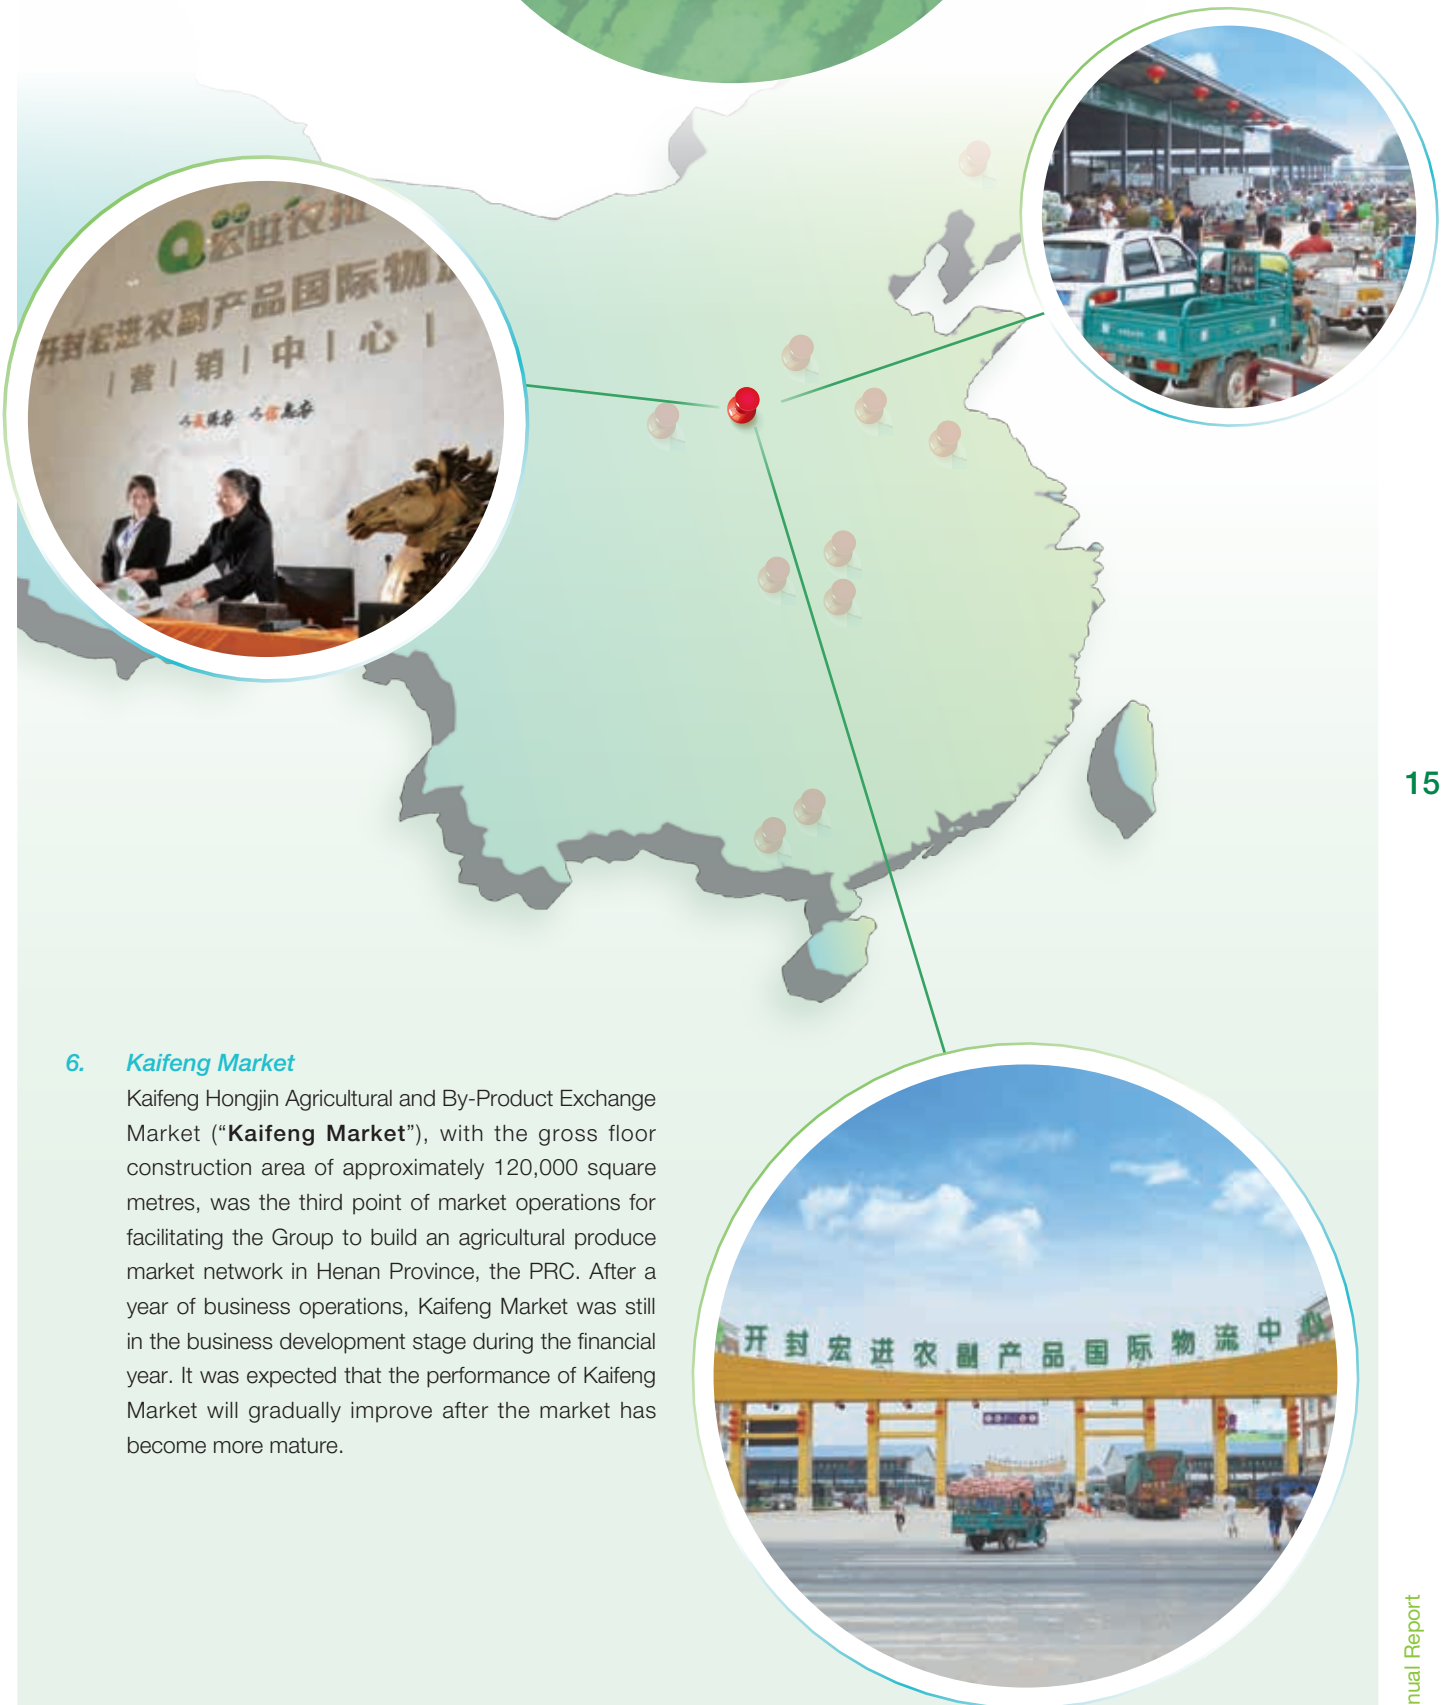 宏进农批
开封宏进农副产品国际物
|营|销|中|心|
15
6. Kaifeng Market
Kaifeng Hongjin Agricultural and By-Product Exchange
Market (“Kaifeng Market”), with the gross floor
construction area of approximately 120,000 square
metres, was the third point of market operations for
facilitating the Group to build an agricultural produce
market network in Henan Province, the PRC. After a
year of business operations, Kaifeng Market was still
in the business development stage during the financial
year. It was expected that the performance of Kaifeng
Market will gradually improve after the market has
become more mature.
开封宏进农副产品国际物流中心
nual Report